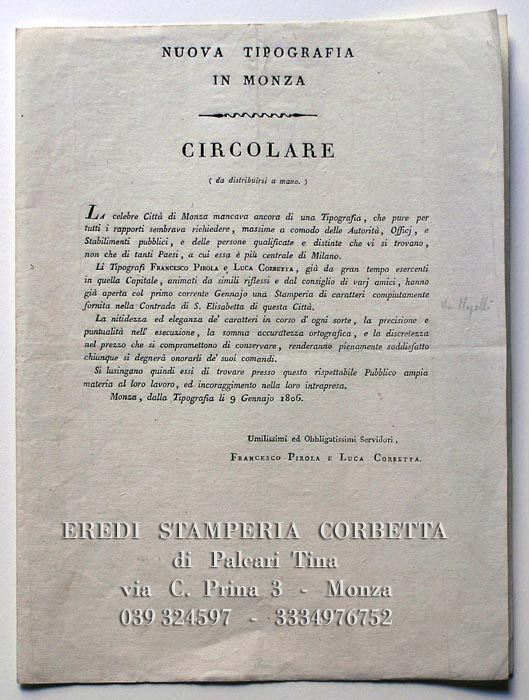 NUOVA TIPOGRAFIA
IN MONZA
CIRCOLARE
( da distribuirsi a mano. )
LA celebre Città di Monza mancava ancora di una Tipografia, che pure per
tutti i rapporti sembrava richiedere, massime a comodo delle Autorità, Officj, e
Stabilimenti pubblici, e delle persone qualificate e distinte che vi si trovano,
non che di tanti Paesi, a cui essa è più centrale di Milano.
Li Tipografi FRANCESCO PIROLA e LUCA CORBETTA, già da gran tempo esercenti
in quella Capitale, animati da simili riflessi e dal consiglio di varj amici, hanno
già aperta col primo corrente Gennajo una Stamperia di caratteri compiutamente
fornita nella Contrada di S. Elisabetta di questa Città.
La nitidezza ed eleganza de' caratteri in corso d'ogni sorte, la precisione e
puntualità nell' esecuzione, la somma accuratezza ortografica, e la discretezza
nel prezzo che si compromettono di conservare, renderanno pienamente soddisfatto
chiunque si degnerà onorarli de' suoi comandi.
Si lusingano quindi essi di trovare presso questo rispettabile Pubblico ampia
materia al loro lavoro, ed incoraggimento nella loro intrapresa.
Monza, dalla Tipografia li 9 Gennajo 1806.
Umilissimi ed Obbligatissimi Servidori,
FRANCESCO PIROLA E LUCA CORBETTA.
Via
EREDI STAMPERIA CORBETTA
di Paleari Tina
via C. Prina 3 - Monza
039 324597 - 3334976752